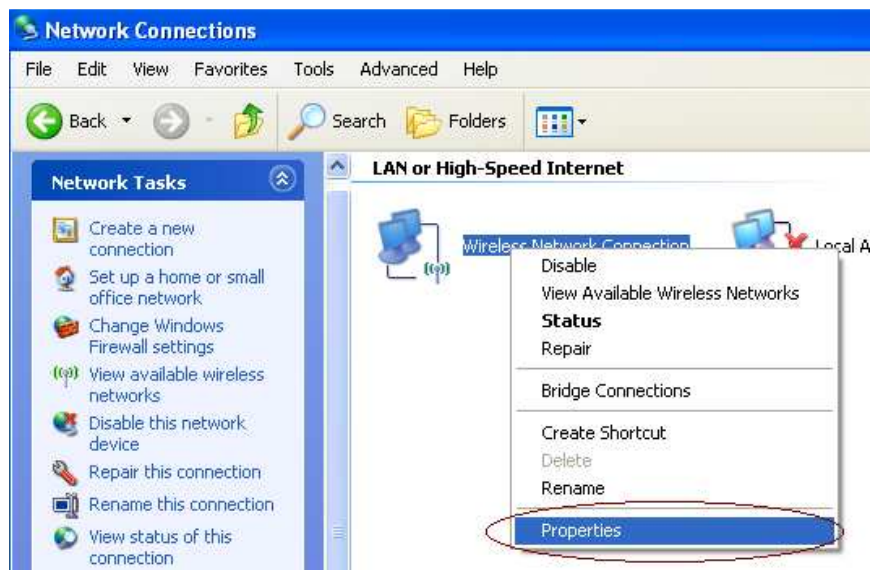 Network Connections
File Edit View Favorites Tools Advanced Help
Back Search Folders
Network Tasks
Create a new
connection
Set up a home or small
office network
Change Windows
Firewall settings
View available wireless
networks
Disable this network
device
Repair this connection
Rename this connection
View status of this
connection
LAN or High-Speed Internet
Wireless Network Connection
Local A
Disable
View Available Wireless Networks
Status
Repair
Bridge Connections
Create Shortcut
Delete
Rename
Properties